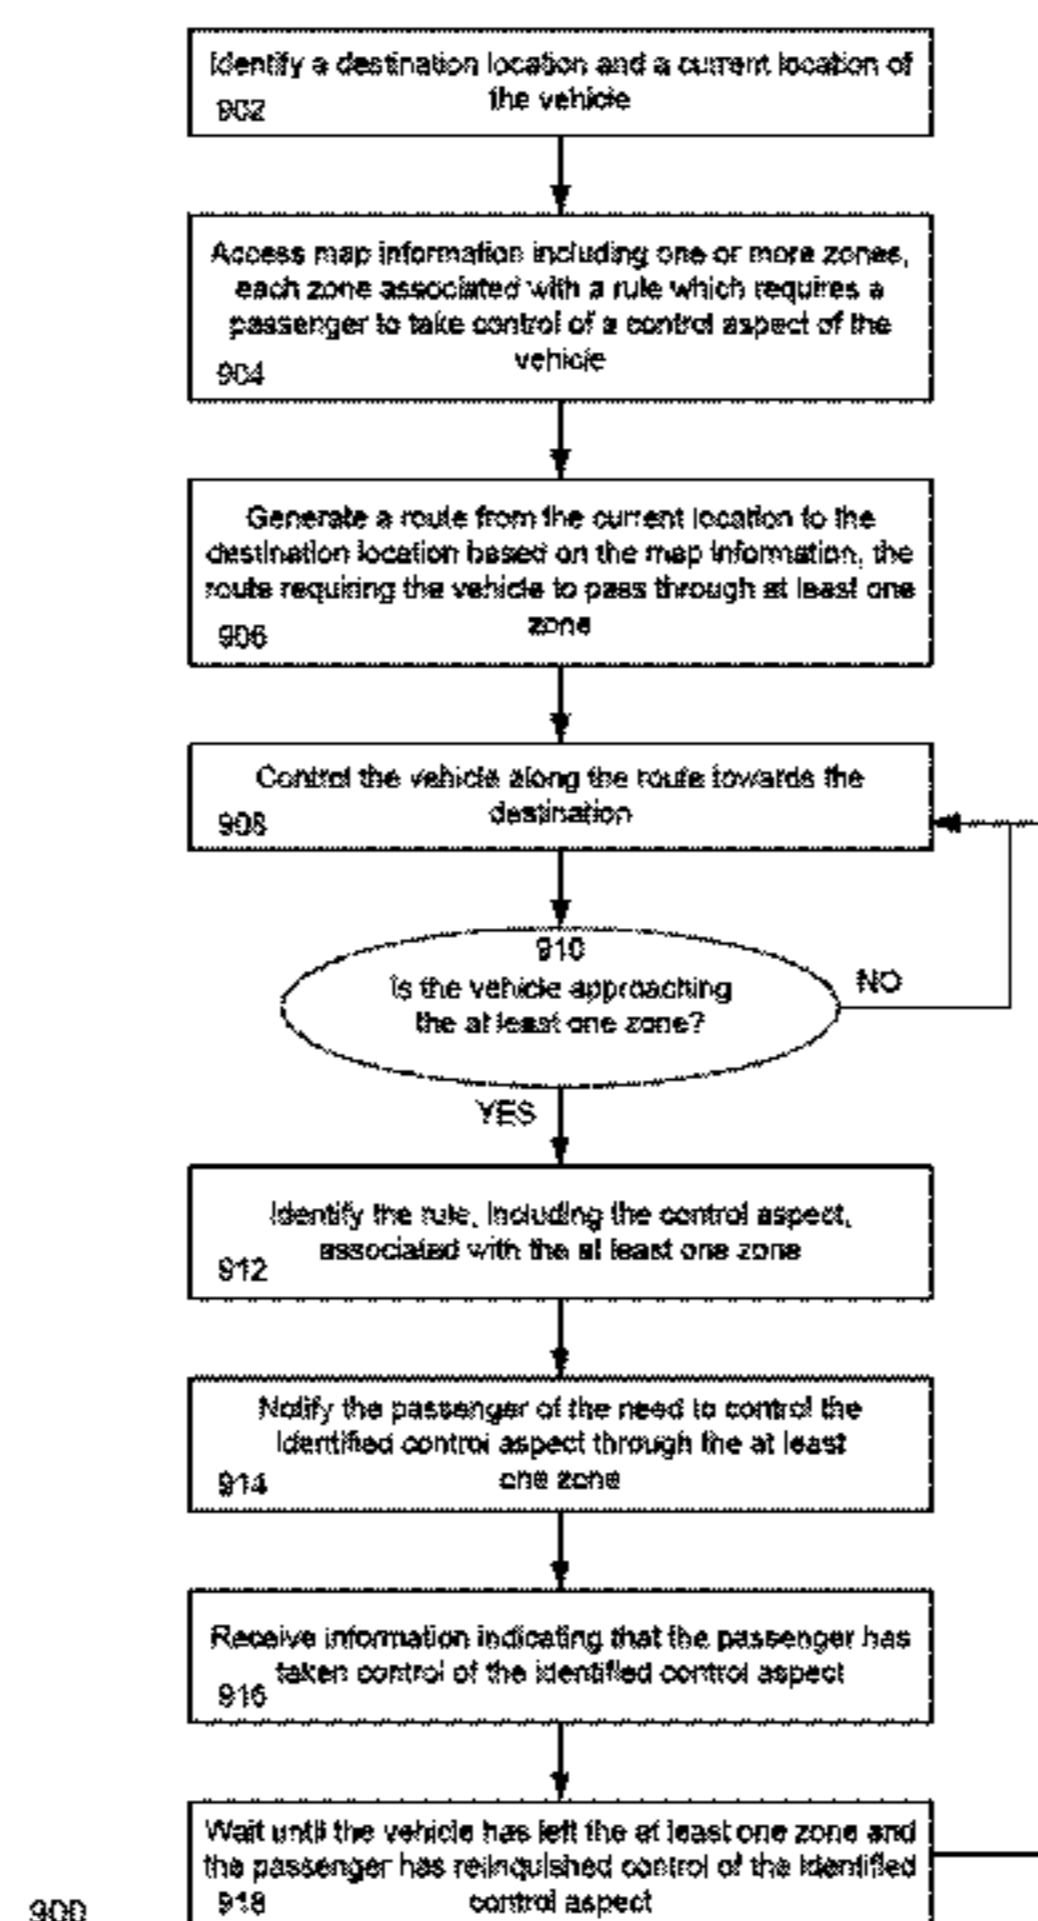 Identify a destination location and a current location of
the vehicle
902
Access map information including one or more zones,
each zone associated with a rule which requires a
passenger to take control of a control aspect of the
vehicle
904
Generate a route from the current location to the
destination location based on the map information, the
route requiring the vehicle to pass through at least one
zone
906
Control the vehicle along the route towards the
destination
908
910
Is the vehicle approaching
the at least one zone?
NO
YES
Identify the rule, including the control aspect,
associated with the at least one zone
912
Notify the passenger of the need to control the
identified control aspect through the at least
one zone
914
Receive information indicating that the passenger has
taken control of the identified control aspect
916
Wait until the vehicle has left the at least one zone and
the passenger has relinquished control of the identified
control aspect
918
900